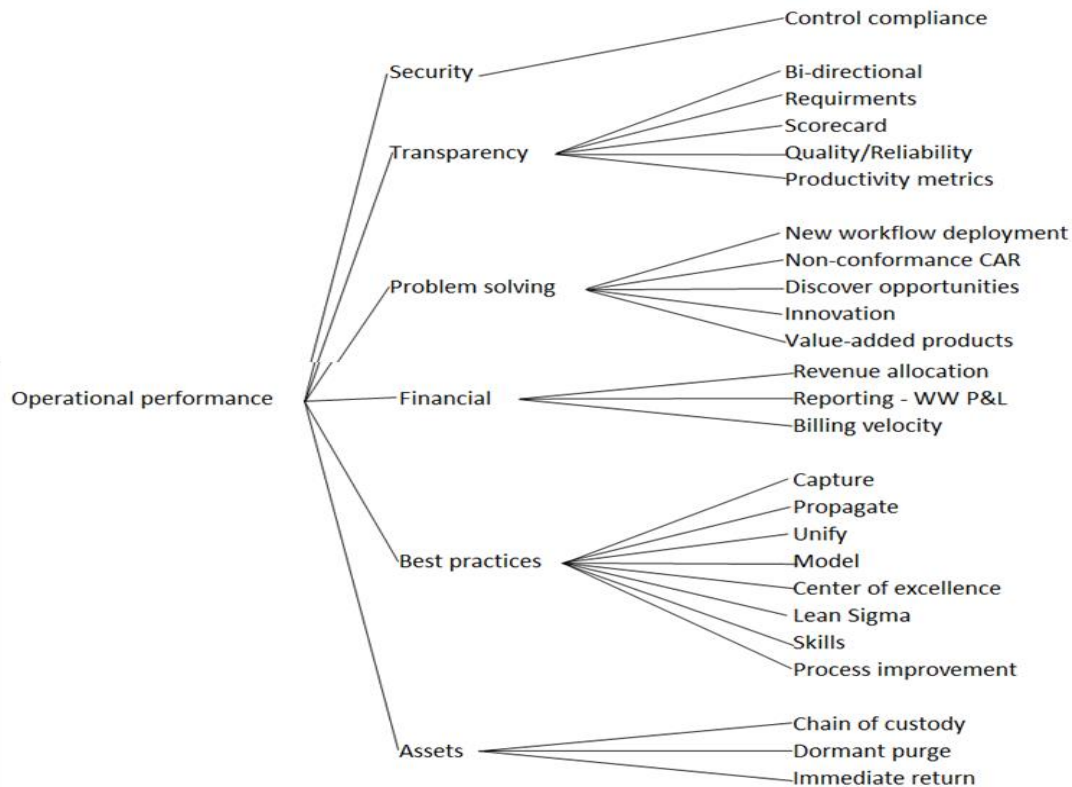 Control compliance
Security
Bi-directional
Requirments
Scorecard
Transparency
Quality/Reliability
Productivity metrics
New workflow deployment
Non-conformance CAR
Problem solving
Discover opportunities
Innovation
Value-added products
Revenue allocation
Operational performance
Financial
Reporting - WW P&L
Billing velocity
Capture
Propagate
Unify
Best practices
Model
Center of excellence
Lean Sigma
Skills
Process improvement
Chain of custody
Assets
Dormant purge
Immediate return